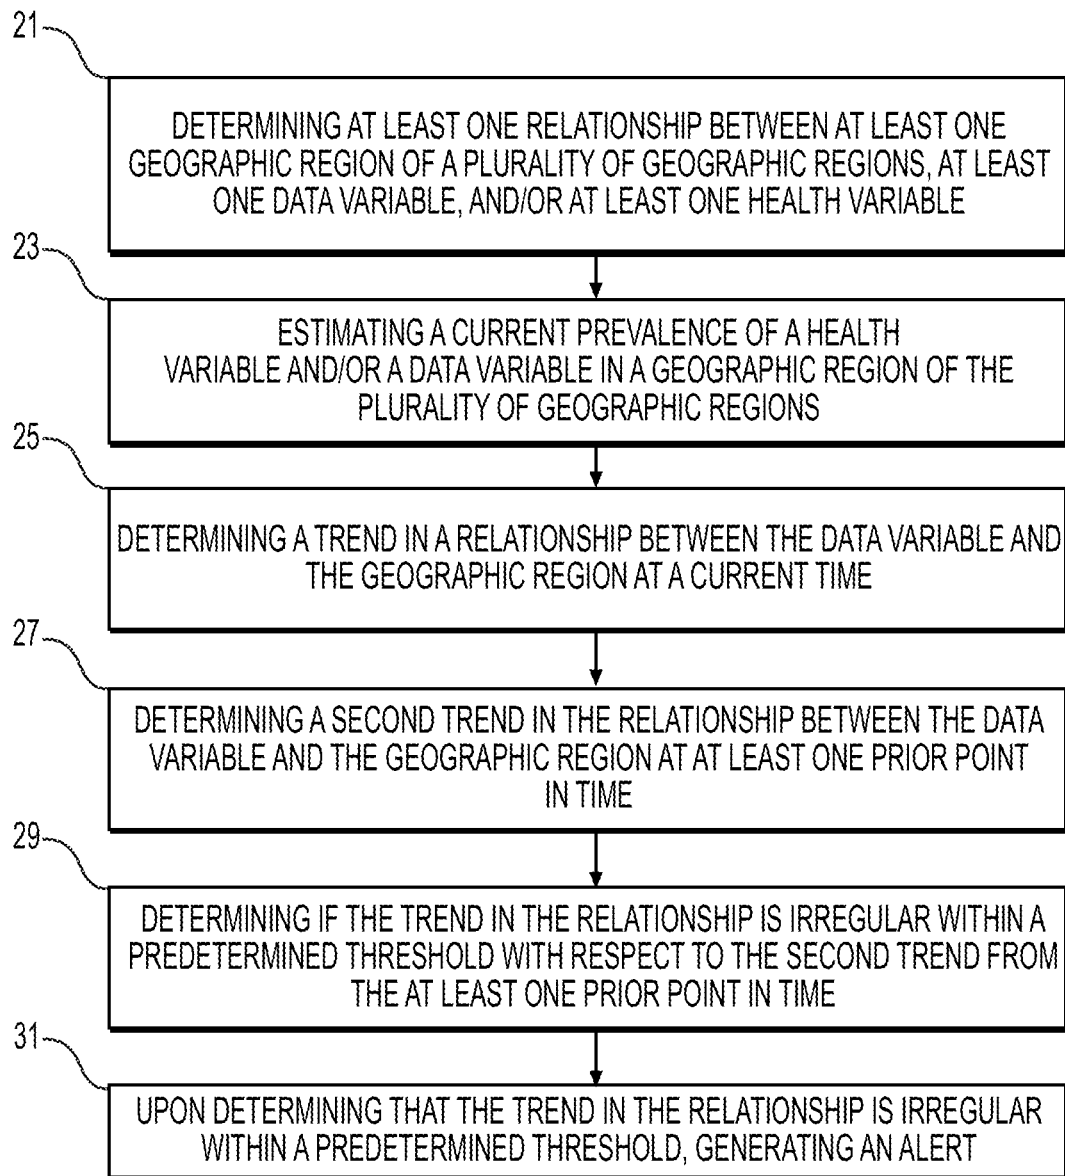 21
DETERMINING AT LEAST ONE RELATIONSHIP BETWEEN AT LEAST ONE
GEOGRAPHIC REGION OF A PLURALITY OF GEOGRAPHIC REGIONS, AT LEAST
ONE DATA VARIABLE, AND/OR AT LEAST ONE HEALTH VARIABLE
23
ESTIMATING A CURRENT PREVALENCE OF A HEALTH
VARIABLE AND/OR A DATA VARIABLE IN A GEOGRAPHIC REGION OF THE
PLURALITY OF GEOGRAPHIC REGIONS
25
DETERMINING A TREND IN A RELATIONSHIP BETWEEN THE DATA VARIABLE AND
THE GEOGRAPHIC REGION AT A CURRENT TIME
27
DETERMINING A SECOND TREND IN THE RELATIONSHIP BETWEEN THE DATA
VARIABLE AND THE GEOGRAPHIC REGION AT AT LEAST ONE PRIOR POINT
IN TIME
29
DETERMINING IF THE TREND IN THE RELATIONSHIP IS IRREGULAR WITHIN A
PREDETERMINED THRESHOLD WITH RESPECT TO THE SECOND TREND FROM
THE AT LEAST ONE PRIOR POINT IN TIME
31
UPON DETERMINING THAT THE TREND IN THE RELATIONSHIP IS IRREGULAR
WITHIN A PREDETERMINED THRESHOLD, GENERATING AN ALERT